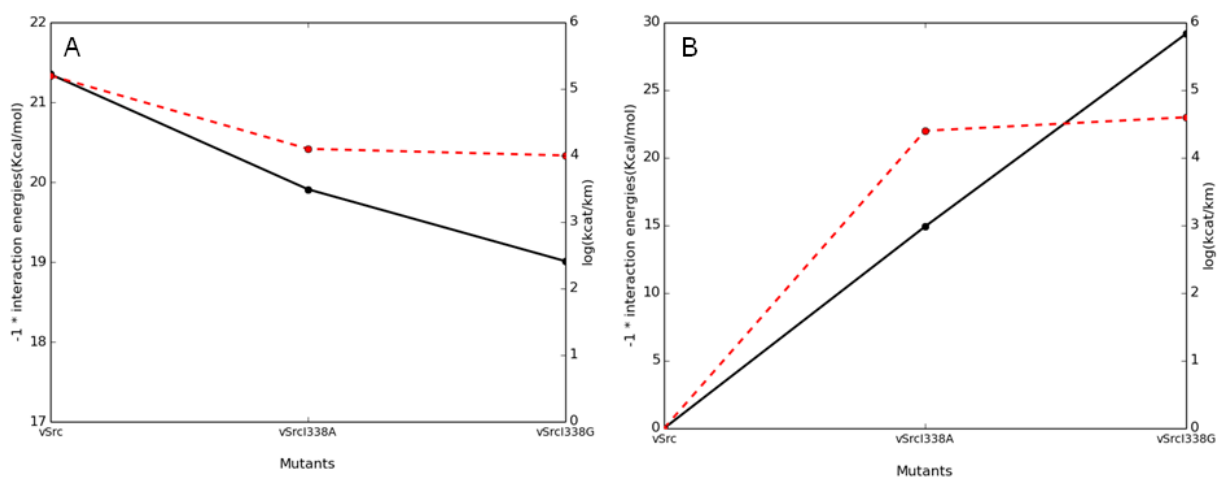 A
22
21
20
19
18
17
-1 * interaction energies(Kcal/mol)
6
5
4
3
2
1
0
log(kcat/km)
vSrc vSrcI338A vSrcI338G
Mutants
B
30
25
20
15
10
5
0
-1 * interaction energies(Kcal/mol)
6
5
4
3
2
1
0
log(kcat/km)
vSrc vSrcI338A vSrcI338G
Mutants